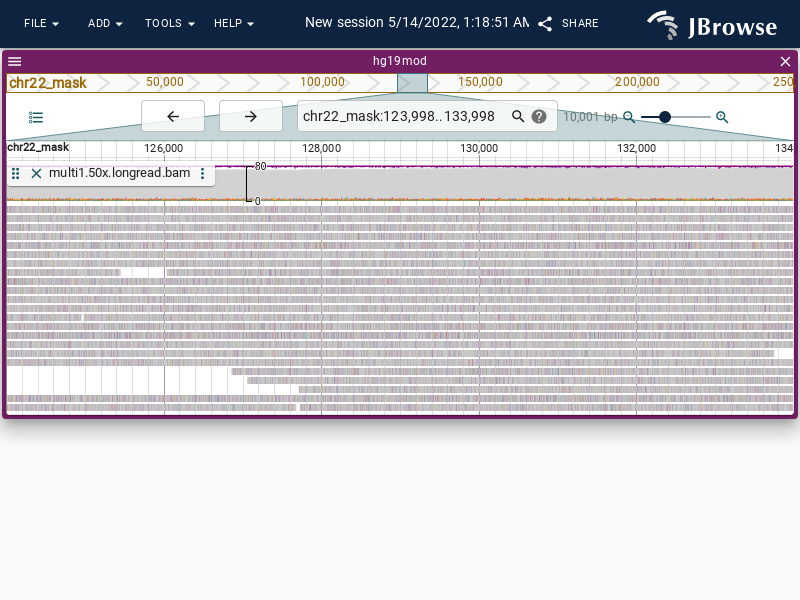 FILE ADD TOOLS HELP New session 5/14/2022, 1:18:51 AM SHARE JBrowse
hg19mod
chr22_mask 50,000 100,000 150,000 200,000 250
chr22_mask:123,998..133,998 10,001 bp
chr22_mask 126,000 128,000 130,000 132,000 134
multi1.50x.longread.bam 80
0